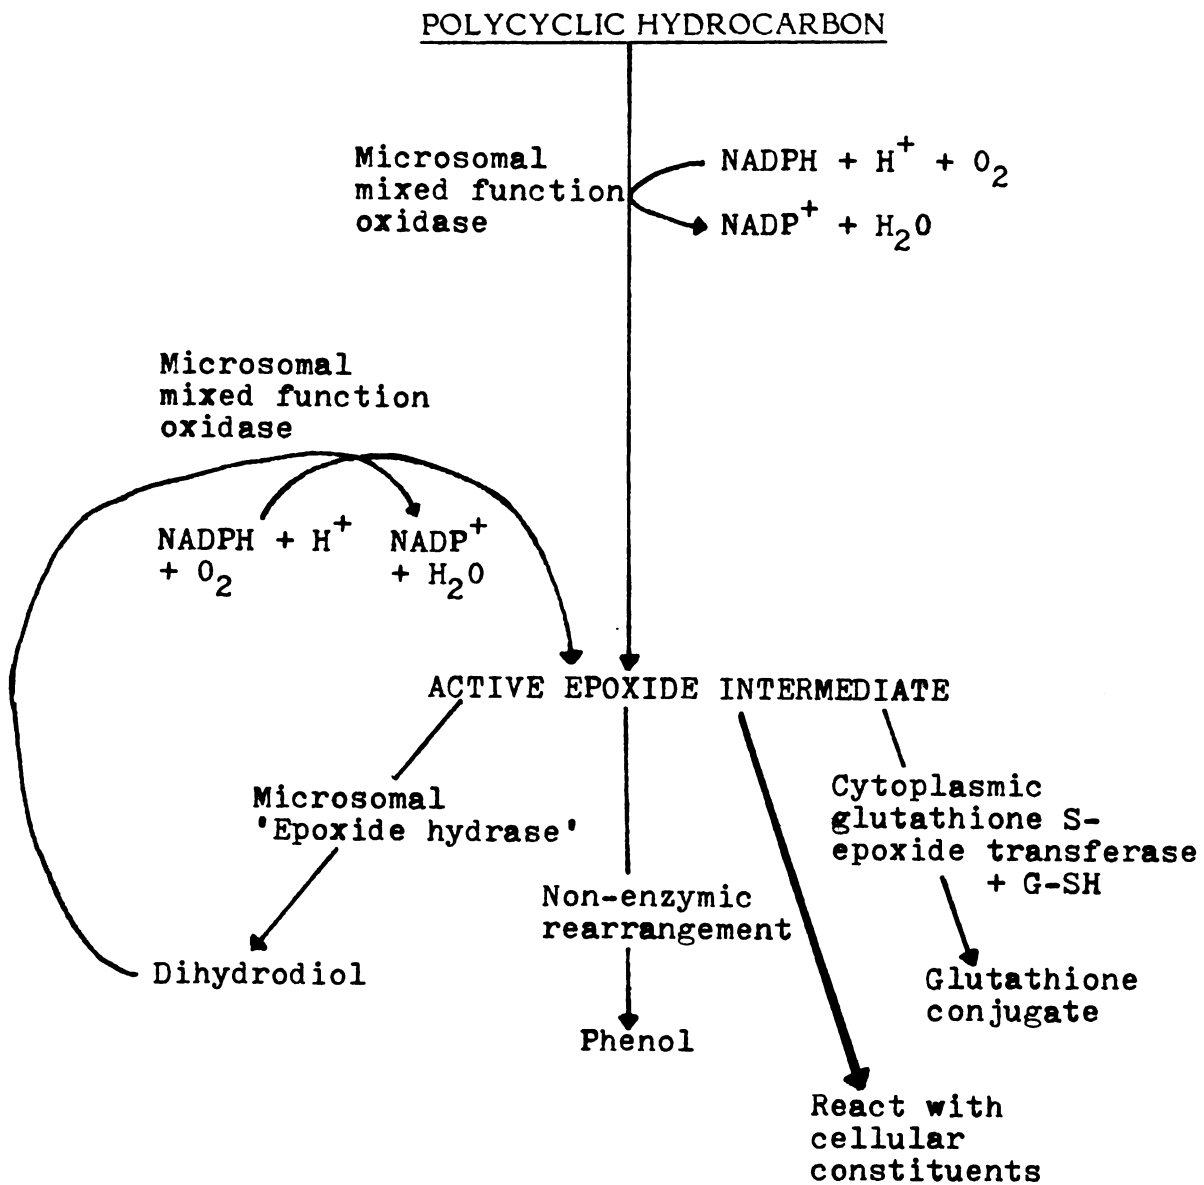 POLYCYCLIC HYDROCARBON
Microsomal
mixed function
oxidase
NADPH + H+ + O2
NADP+ + H2O
Microsomal
mixed function
oxidase
NADPH + H+
+ O2
NADP+
+ H2O
ACTIVE EPOXIDE INTERMEDIATE
Microsomal
'Epoxide hydrase'
Dihydrodiol
Non-enzymic
rearrangement
Phenol
Cytoplasmic
glutathione S-
epoxide transferase
+ G-SH
Glutathione
conjugate
React with
cellular
constituents